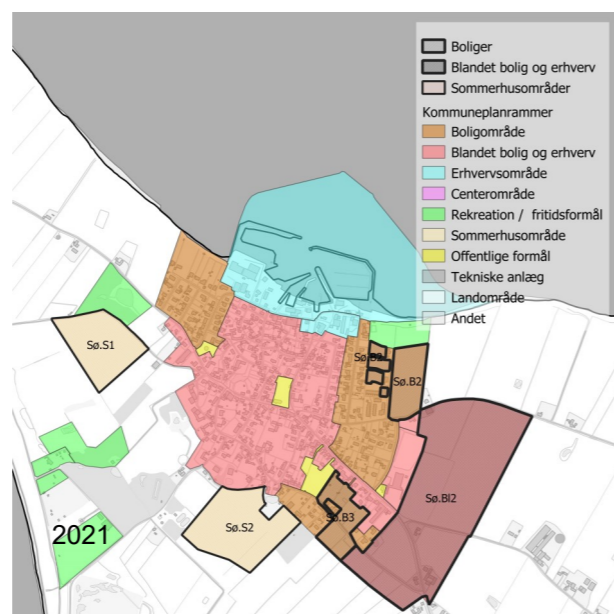 Boliger
Blandet bolig og erhverv
Sommerhusområder
Kommuneplanrammer
Boligområde
Blandet bolig og erhverv
Erhvervsområde
Centerområde
Rekreation / fritidsformål
Sommerhusområde
Offentlige formål
Tekniske anlæg
Landområde
Andet
Sø.S1
Sø.B2
Sø.Bl2
Sø.B3
Sø.S2
2021